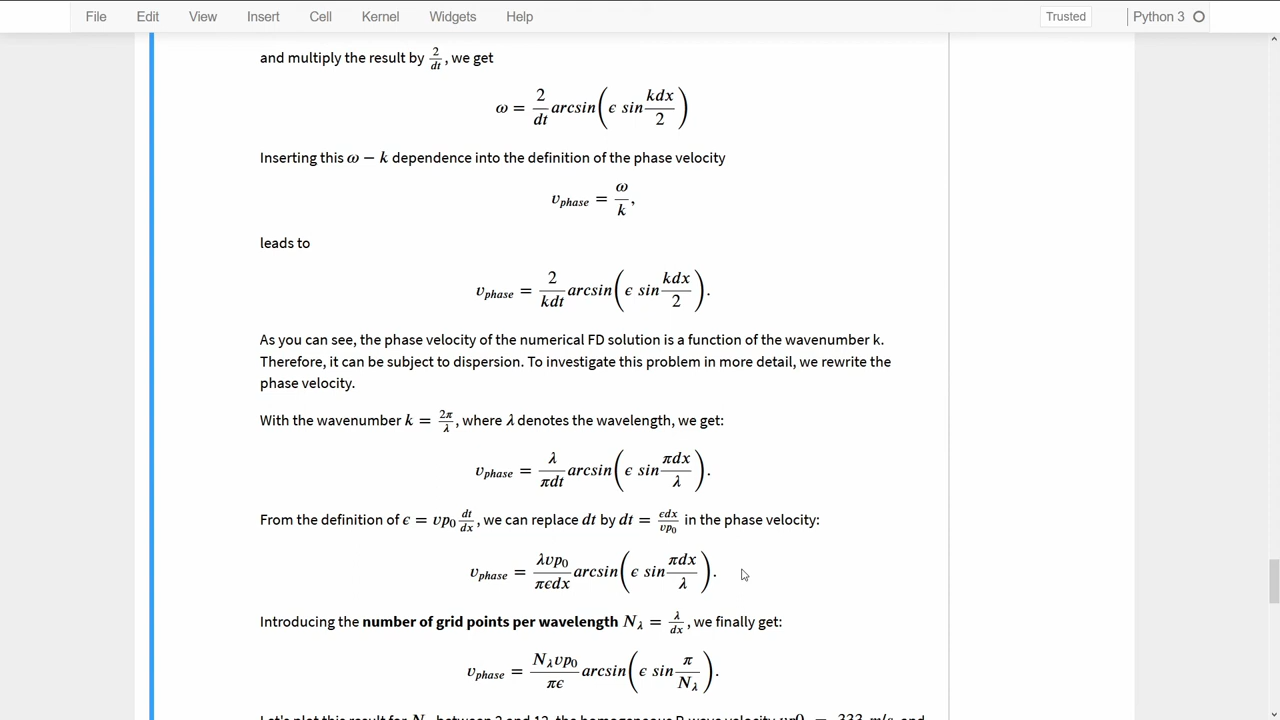 File Edit View Insert Cell Kernel Widgets Help Trusted Python 3
and multiply the result by 2/dt, we get
ω = 2/dt arcsin(ϵ sin kdx/2)
Inserting this ω − k dependence into the definition of the phase velocity
v_phase = ω/k,
leads to
v_phase = 2/kdt arcsin(ϵ sin kdx/2).
As you can see, the phase velocity of the numerical FD solution is a function of the wavenumber k.
Therefore, it can be subject to dispersion. To investigate this problem in more detail, we rewrite the
phase velocity.
With the wavenumber k = 2π/λ, where λ denotes the wavelength, we get:
v_phase = λ/πdt arcsin(ϵ sin πdx/λ).
From the definition of ϵ = vp₀ dt/dx, we can replace dt by dt = ϵdx/vp₀ in the phase velocity:
v_phase = λvp₀/πϵdx arcsin(ϵ sin πdx/λ).
Introducing the number of grid points per wavelength N_λ = λ/dx, we finally get:
v_phase = N_λvp₀/πϵ arcsin(ϵ sin π/N_λ).